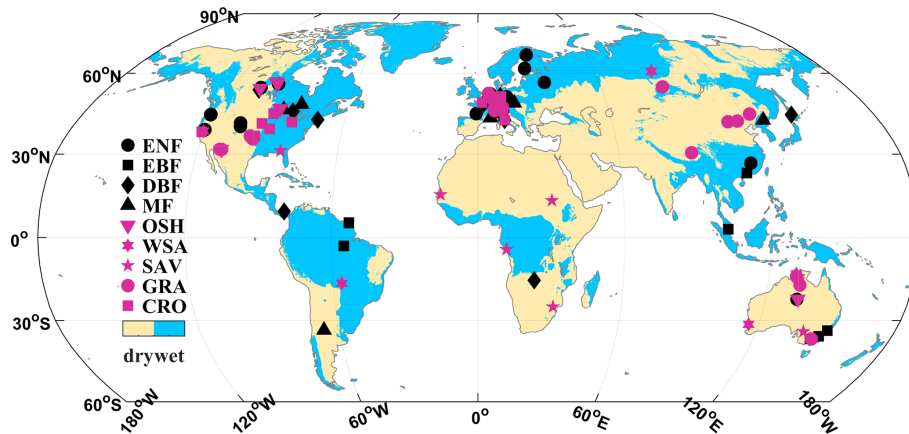 90°N
60°N
30°N
0°
30°S
60°S
ENF
EBF
DBF
MF
OSH
WSA
SAV
GRA
CRO
drywet
180°W
120°W
60°W
0°
60°E
120°E
180°W